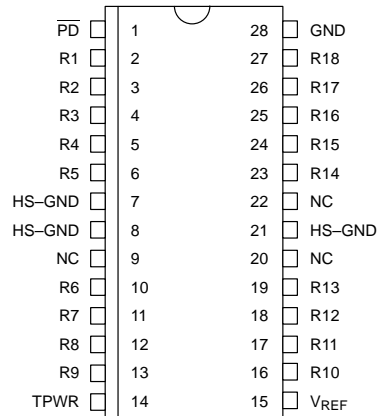 PD 1 28 GND
R1 2 27 R18
R2 3 26 R17
R3 4 25 R16
R4 5 24 R15
R5 6 23 R14
HS–GND 7 22 NC
HS–GND 8 21 HS–GND
NC 9 20 NC
R6 10 19 R13
R7 11 18 R12
R8 12 17 R11
R9 13 16 R10
TPWR 14 15 VREF